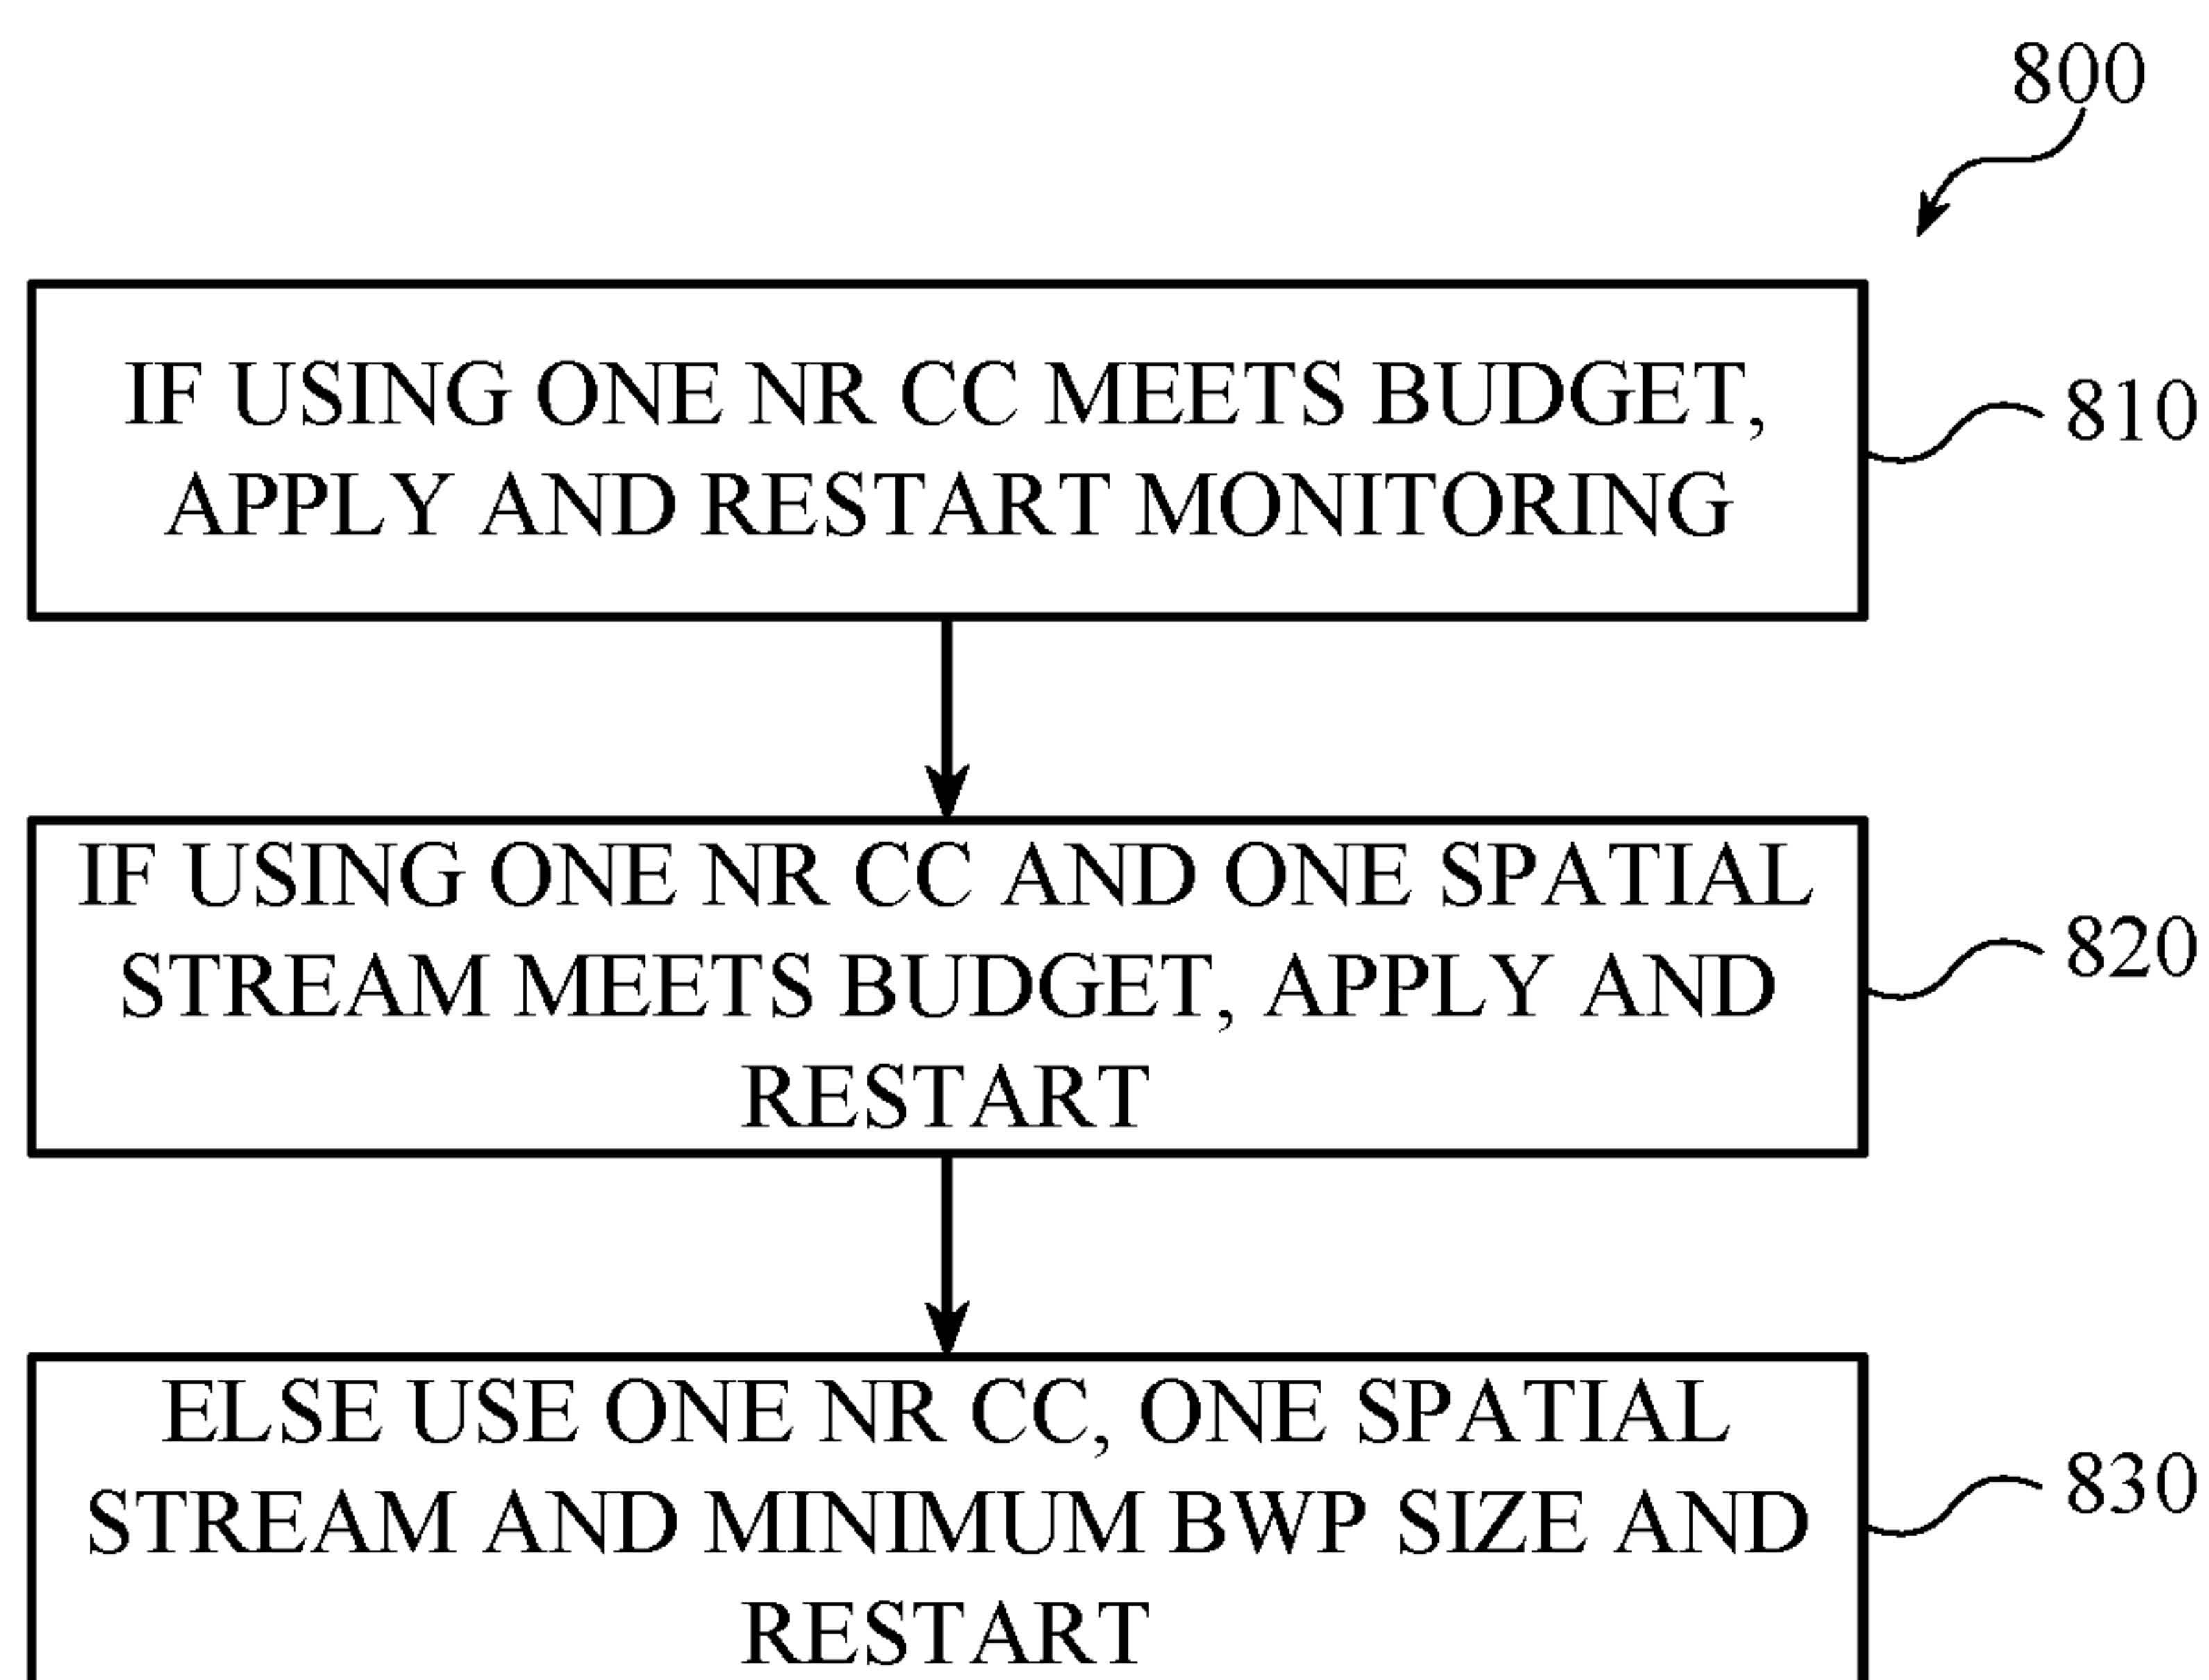 800
IF USING ONE NR CC MEETS BUDGET,
APPLY AND RESTART MONITORING
810
IF USING ONE NR CC AND ONE SPATIAL
STREAM MEETS BUDGET, APPLY AND
RESTART
820
ELSE USE ONE NR CC, ONE SPATIAL
STREAM AND MINIMUM BWP SIZE AND
RESTART
830